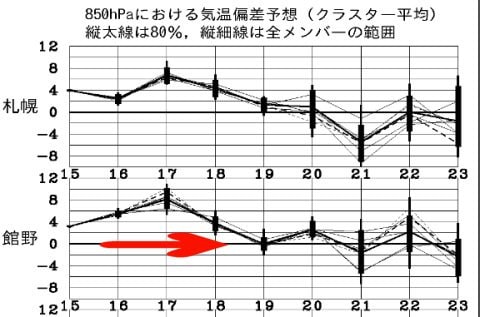 850hPaにおける気温偏差予想（クラスター平均）
縦太線は80％，縦細線は全メンバーの範囲
12
8
4
札幌 0
-4
-8
15 16 17 18 19 20 21 22 23
12
8
4
館野 0
-4
-8
12 15 16 17 18 19 20 21 22 23